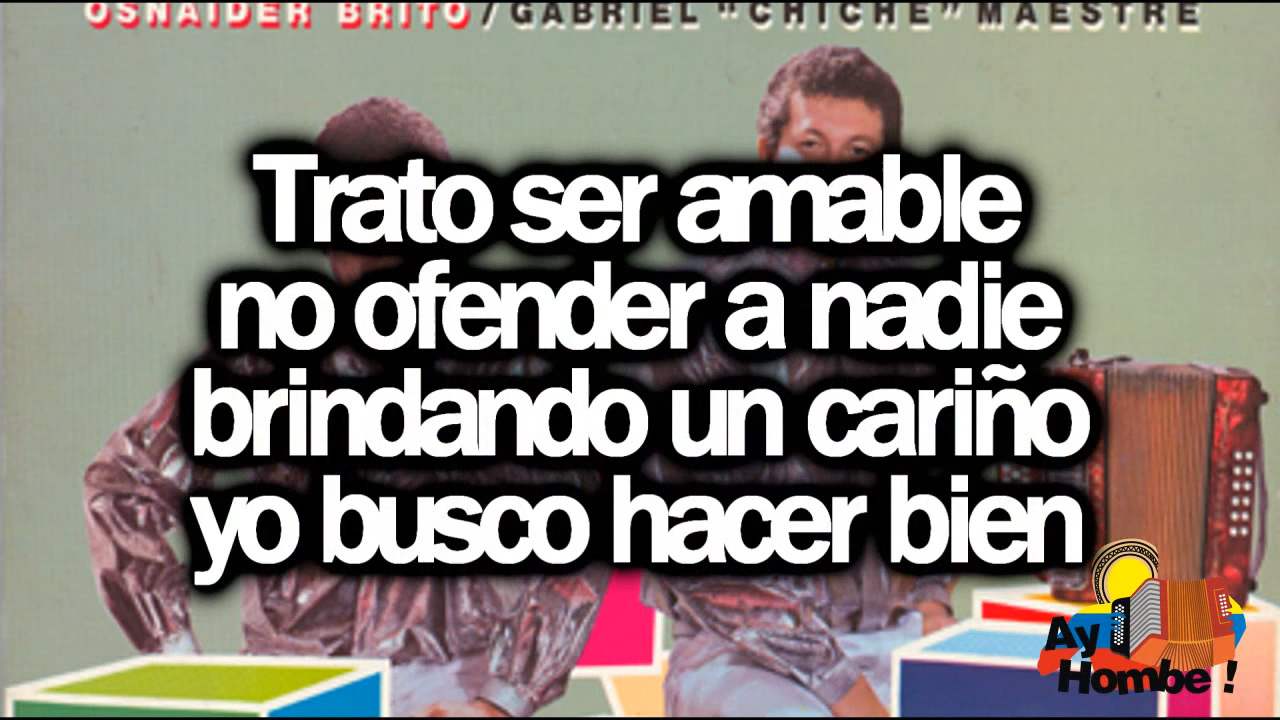 OSNAIDER BRITO / GABRIEL "CHICHE" MAESTRE
Trato ser amable
no ofender a nadie
brindando un cariño
yo busco hacer bien
Ay
Hombe !